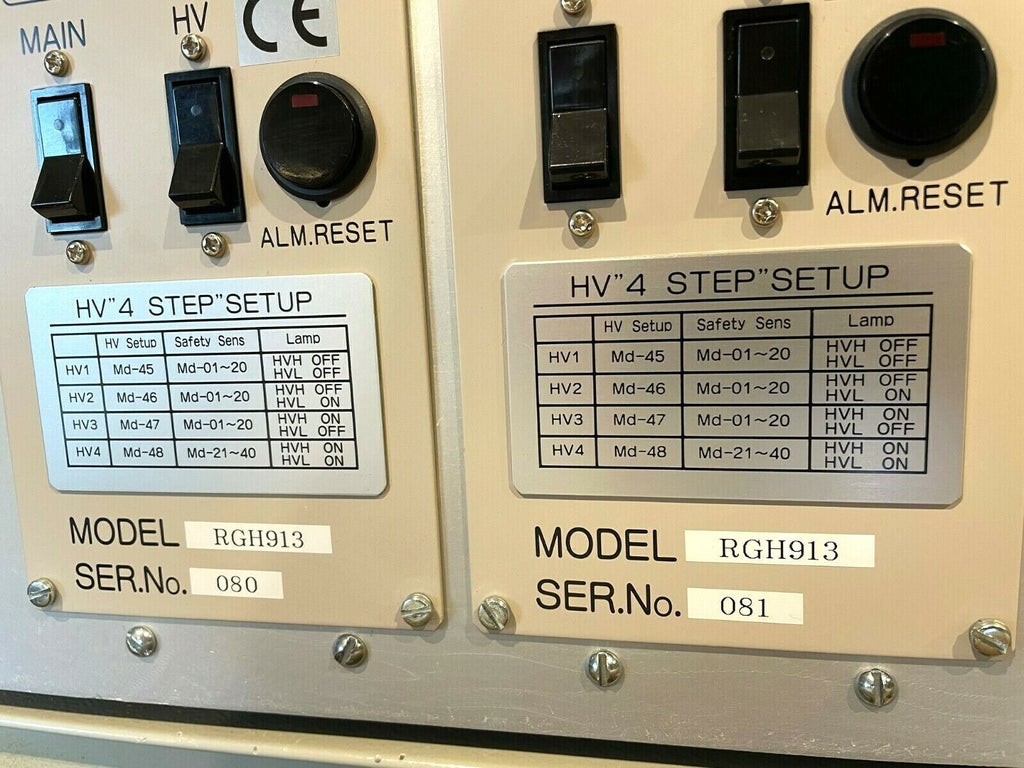 MAIN
HV
CE
ALM.RESET
HV"4 STEP"SETUP
HV Setup Safety Sens Lamp
HV1 Md-45 Md-01~20 HVH OFF
HVL OFF
HV2 Md-46 Md-01~20 HVH OFF
HVL ON
HV3 Md-47 Md-01~20 HVH ON
HVL OFF
HV4 Md-48 Md-21~40 HVH ON
HVL ON
MODEL RGH913
SER.No. 080
ALM.RESET
HV"4 STEP"SETUP
HV Setup Safety Sens Lamp
HV1 Md-45 Md-01~20 HVH OFF
HVL OFF
HV2 Md-46 Md-01~20 HVH OFF
HVL ON
HV3 Md-47 Md-01~20 HVH ON
HVL OFF
HV4 Md-48 Md-21~40 HVH ON
HVL ON
MODEL RGH913
SER.No. 081